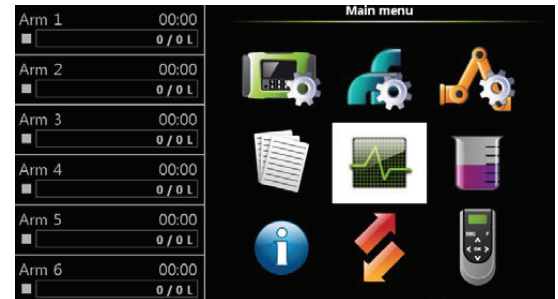 Main menu
Arm 1 00:00
0 / 0 L
Arm 2 00:00
0 / 0 L
Arm 3 00:00
0 / 0 L
Arm 4 00:00
0 / 0 L
Arm 5 00:00
0 / 0 L
Arm 6 00:00
0 / 0 L
ESC F
OK